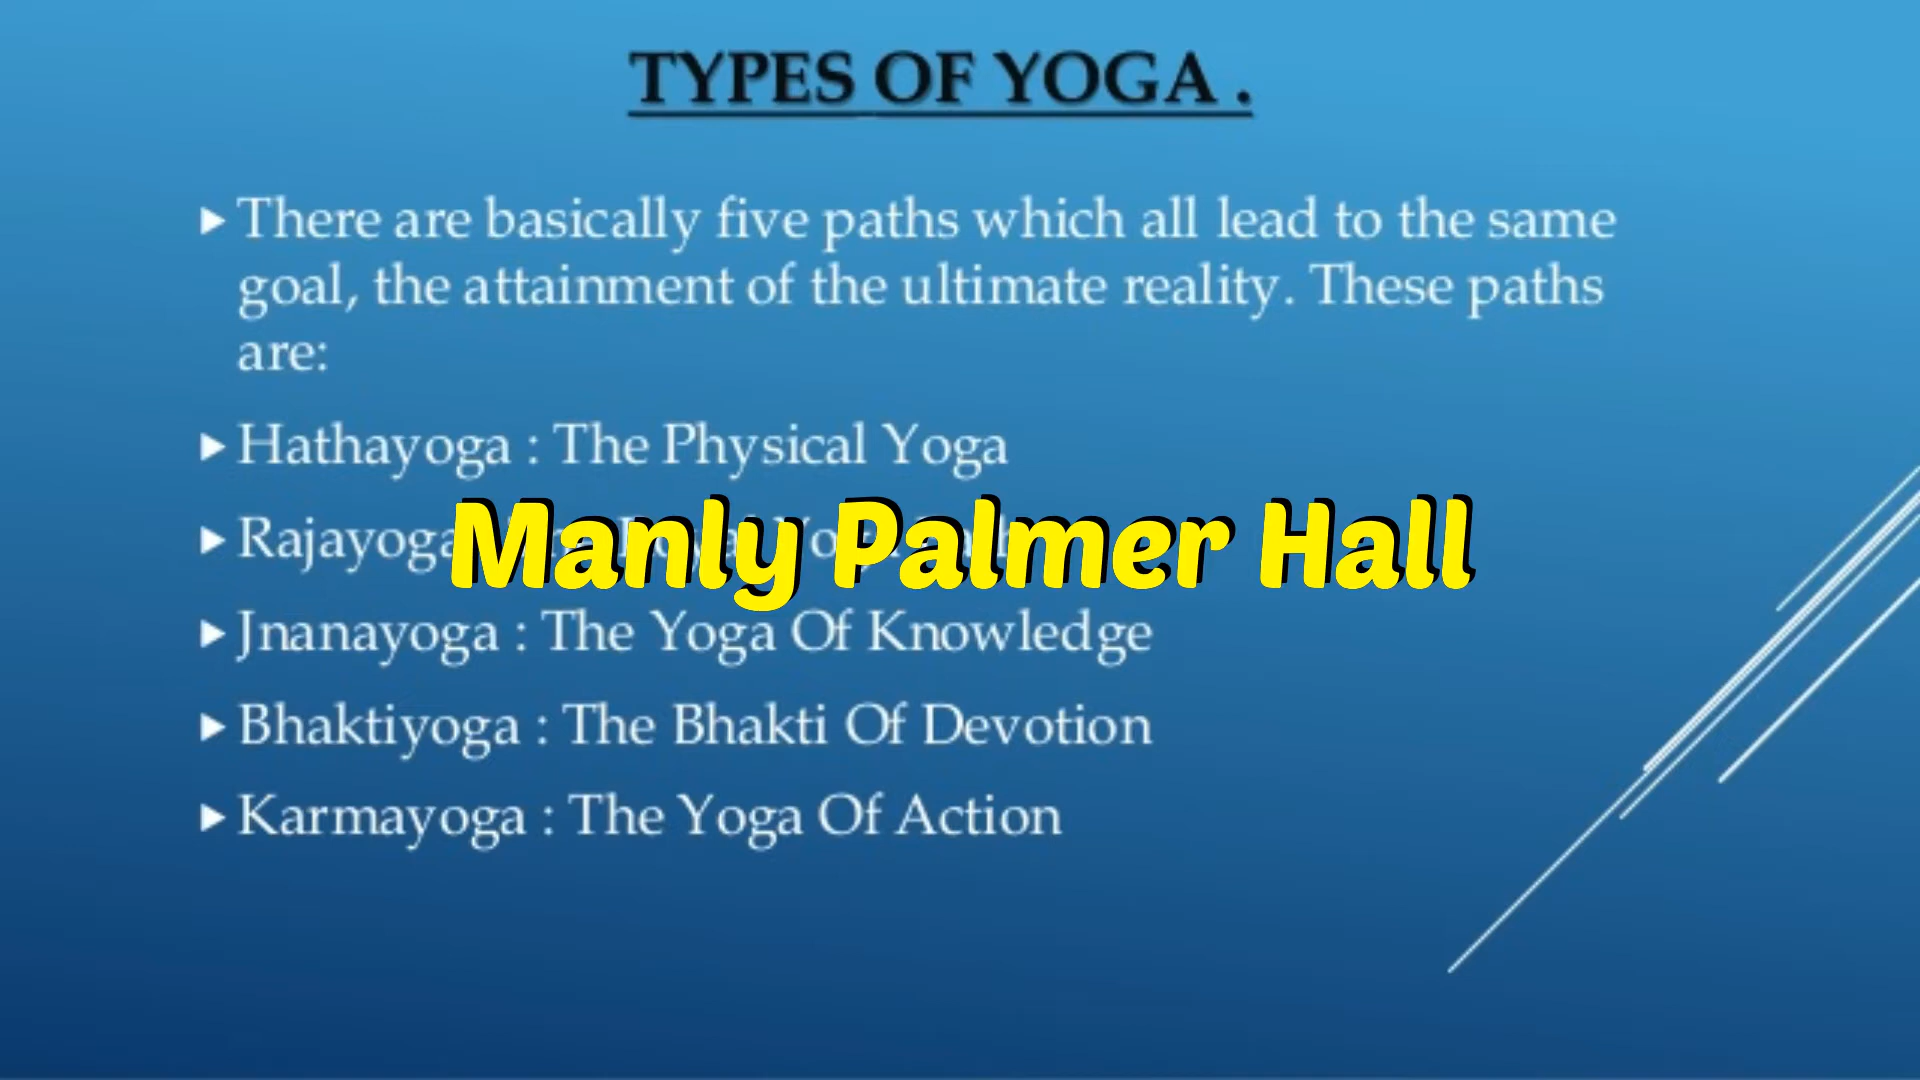 TYPES OF YOGA .
There are basically five paths which all lead to the same
goal, the attainment of the ultimate reality. These paths
are:
Hathayoga : The Physical Yoga
Manly Palmer Hall
Rajayoga
Jnanayoga : The Yoga Of Knowledge
Bhaktiyoga : The Bhakti Of Devotion
Karmayoga : The Yoga Of Action